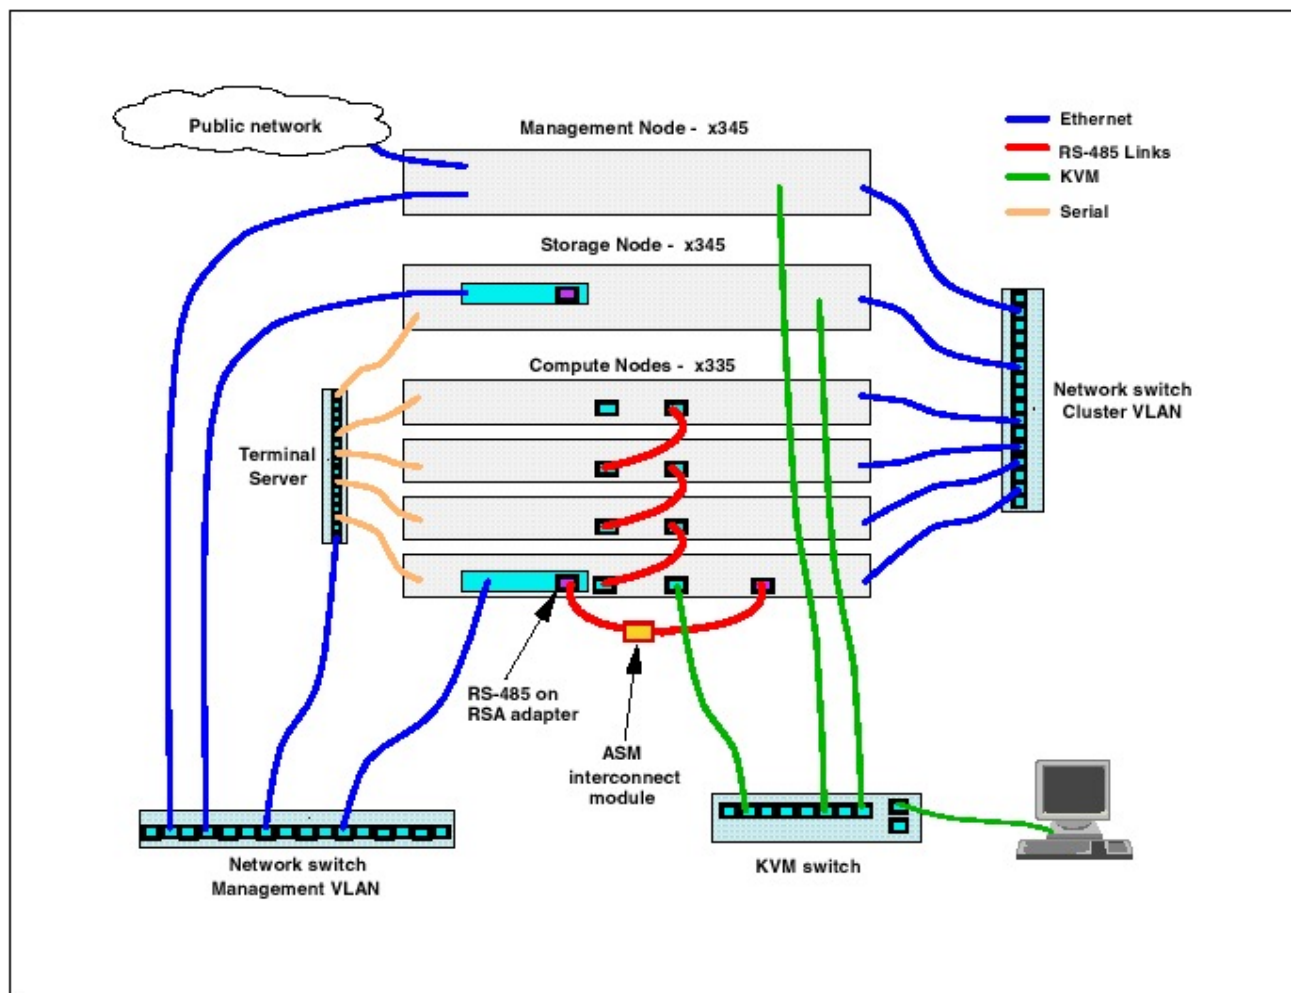 Public network
Management Node - x345
Ethernet
RS-485 Links
KVM
Serial
Storage Node - x345
Compute Nodes - x335
Network switch
Cluster VLAN
Terminal
Server
RS-485 on
RSA adapter
ASM
interconnect
module
Network switch
Management VLAN
KVM switch